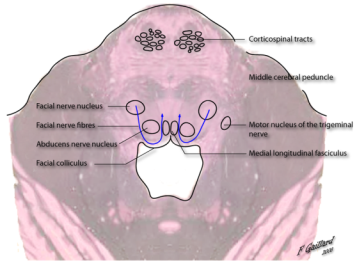 Corticospinal tracts
Middle cerebral peduncle
Facial nerve nucleus
Facial nerve fibres
Abducens nerve nucleus
Facial colliculus
Motor nucleus of the trigeminal
nerve
Medial longitudinal fasciculus
F Gaillard
2008